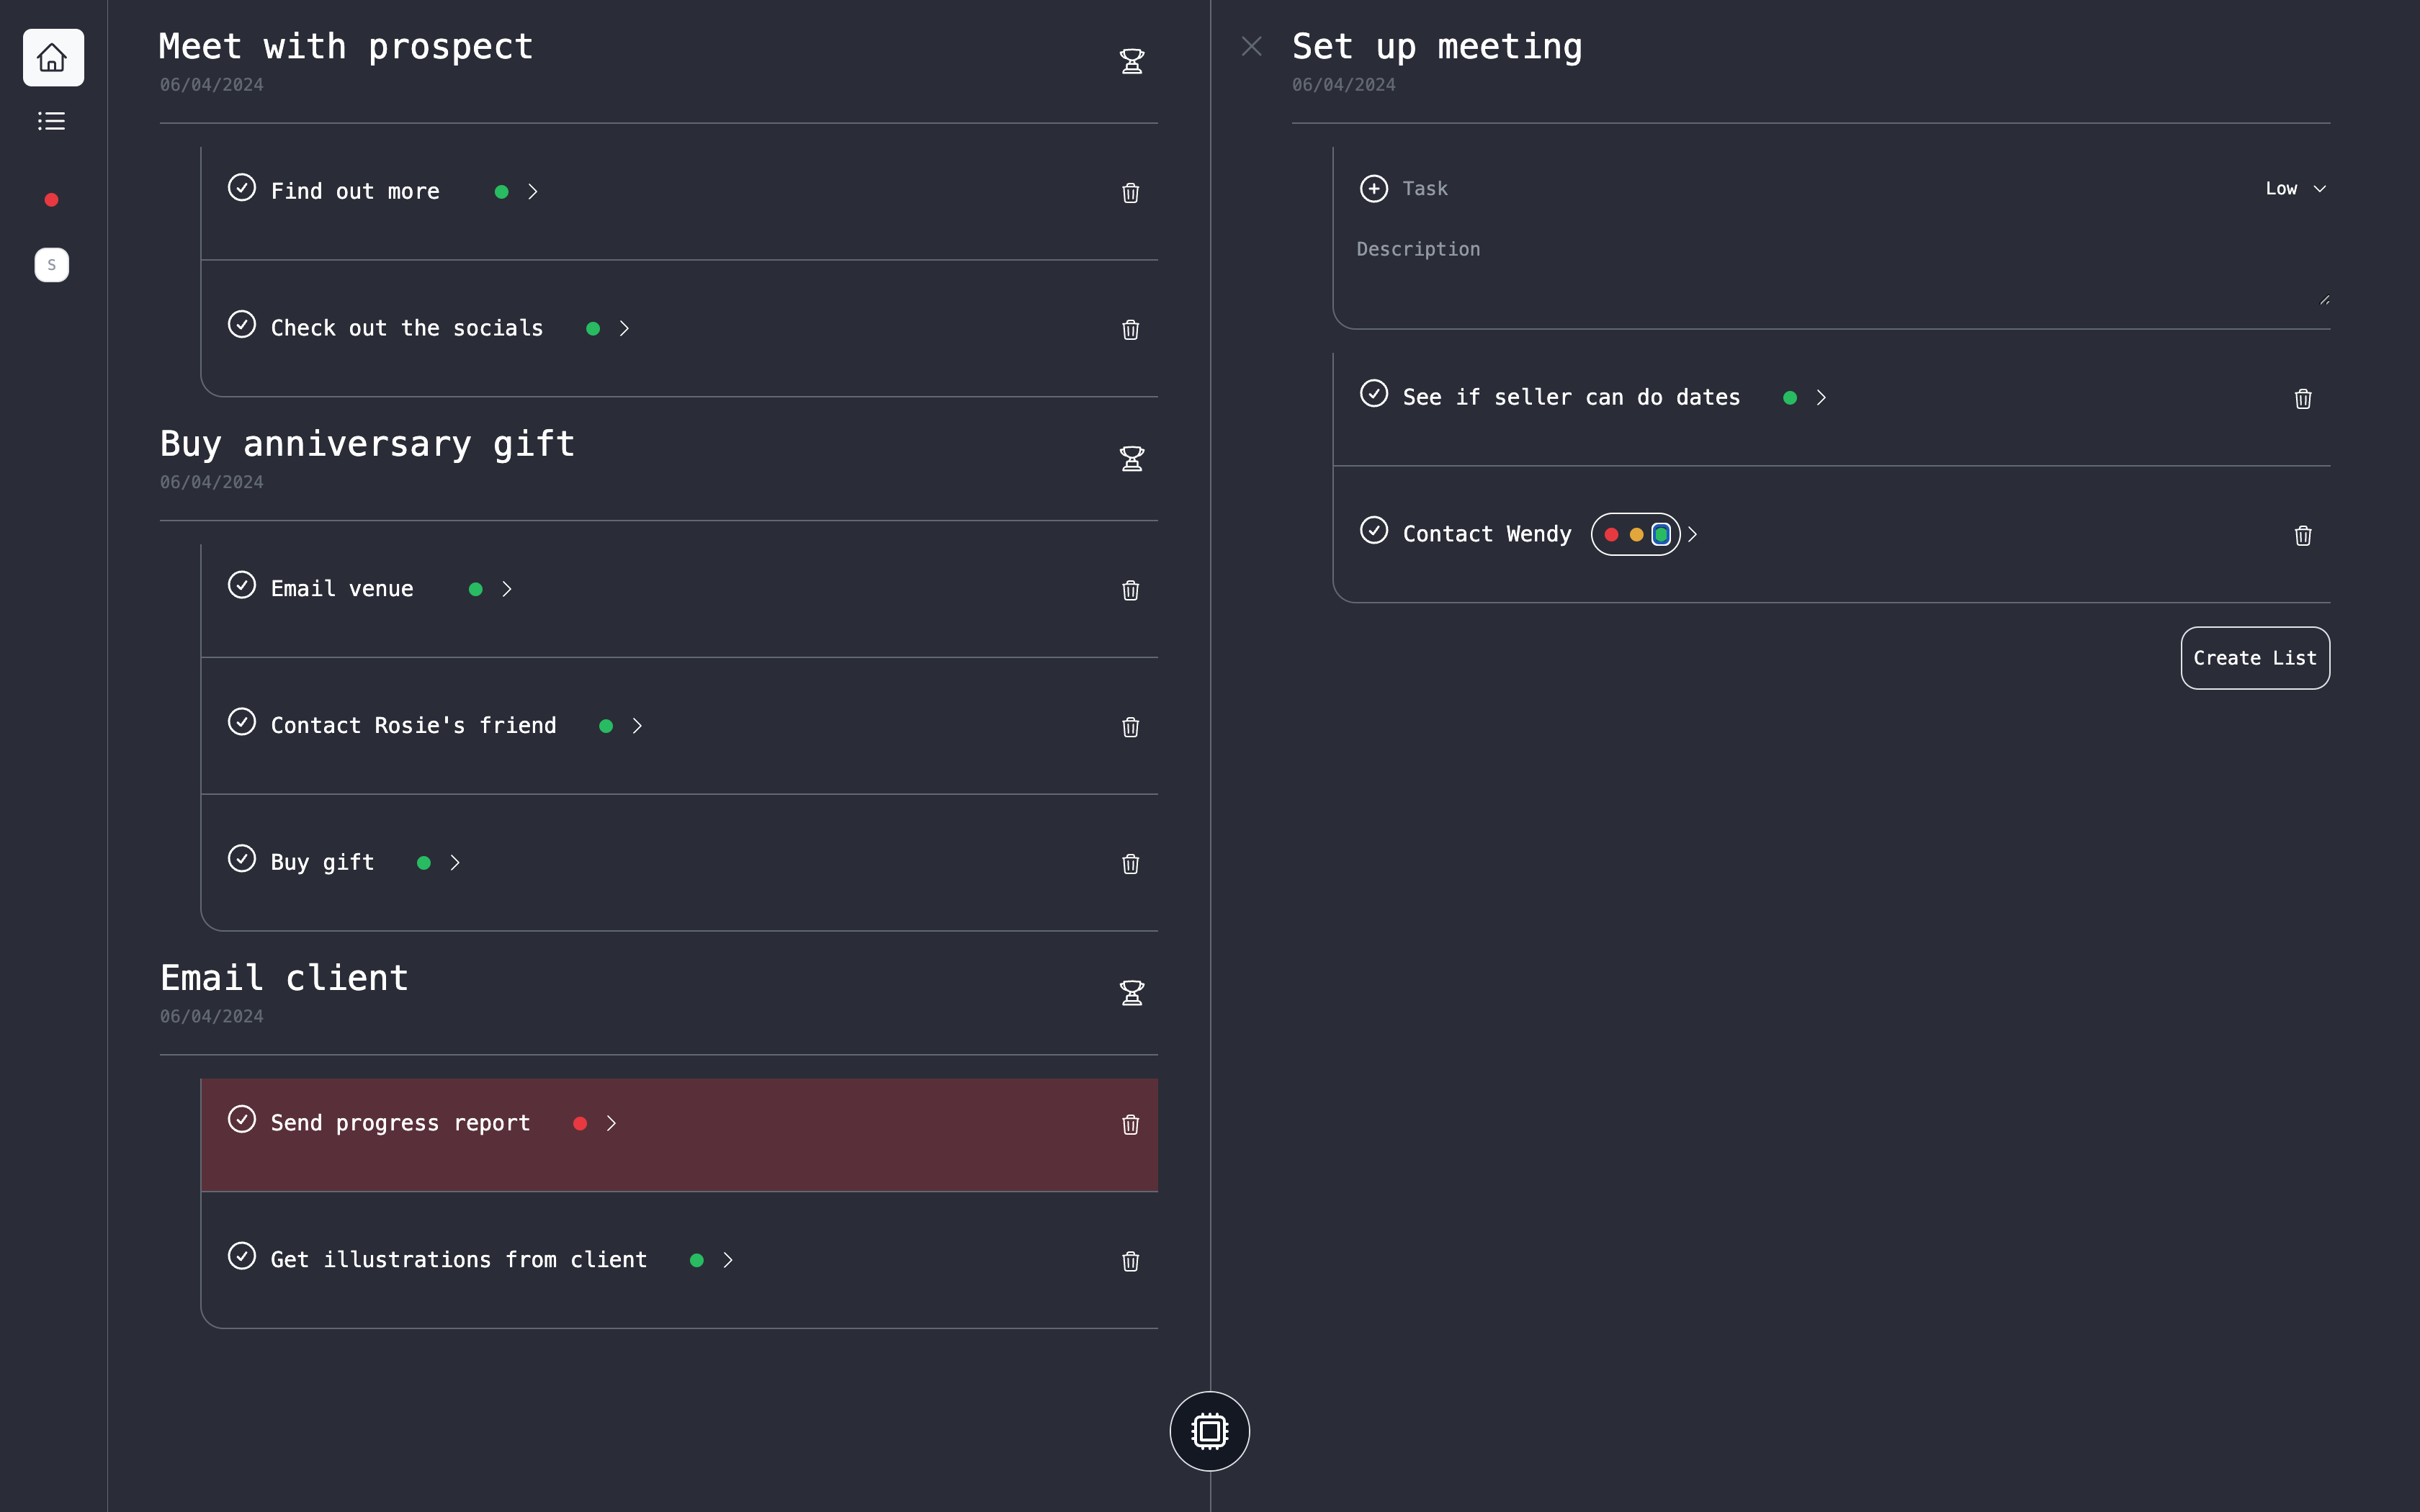 S
Meet with prospect
06/04/2024
Find out more
Check out the socials
Buy anniversary gift
06/04/2024
Email venue
Contact Rosie's friend
Buy gift
Email client
06/04/2024
Send progress report
Get illustrations from client
Set up meeting
06/04/2024
Task Low
Description
See if seller can do dates
Contact Wendy
Create List